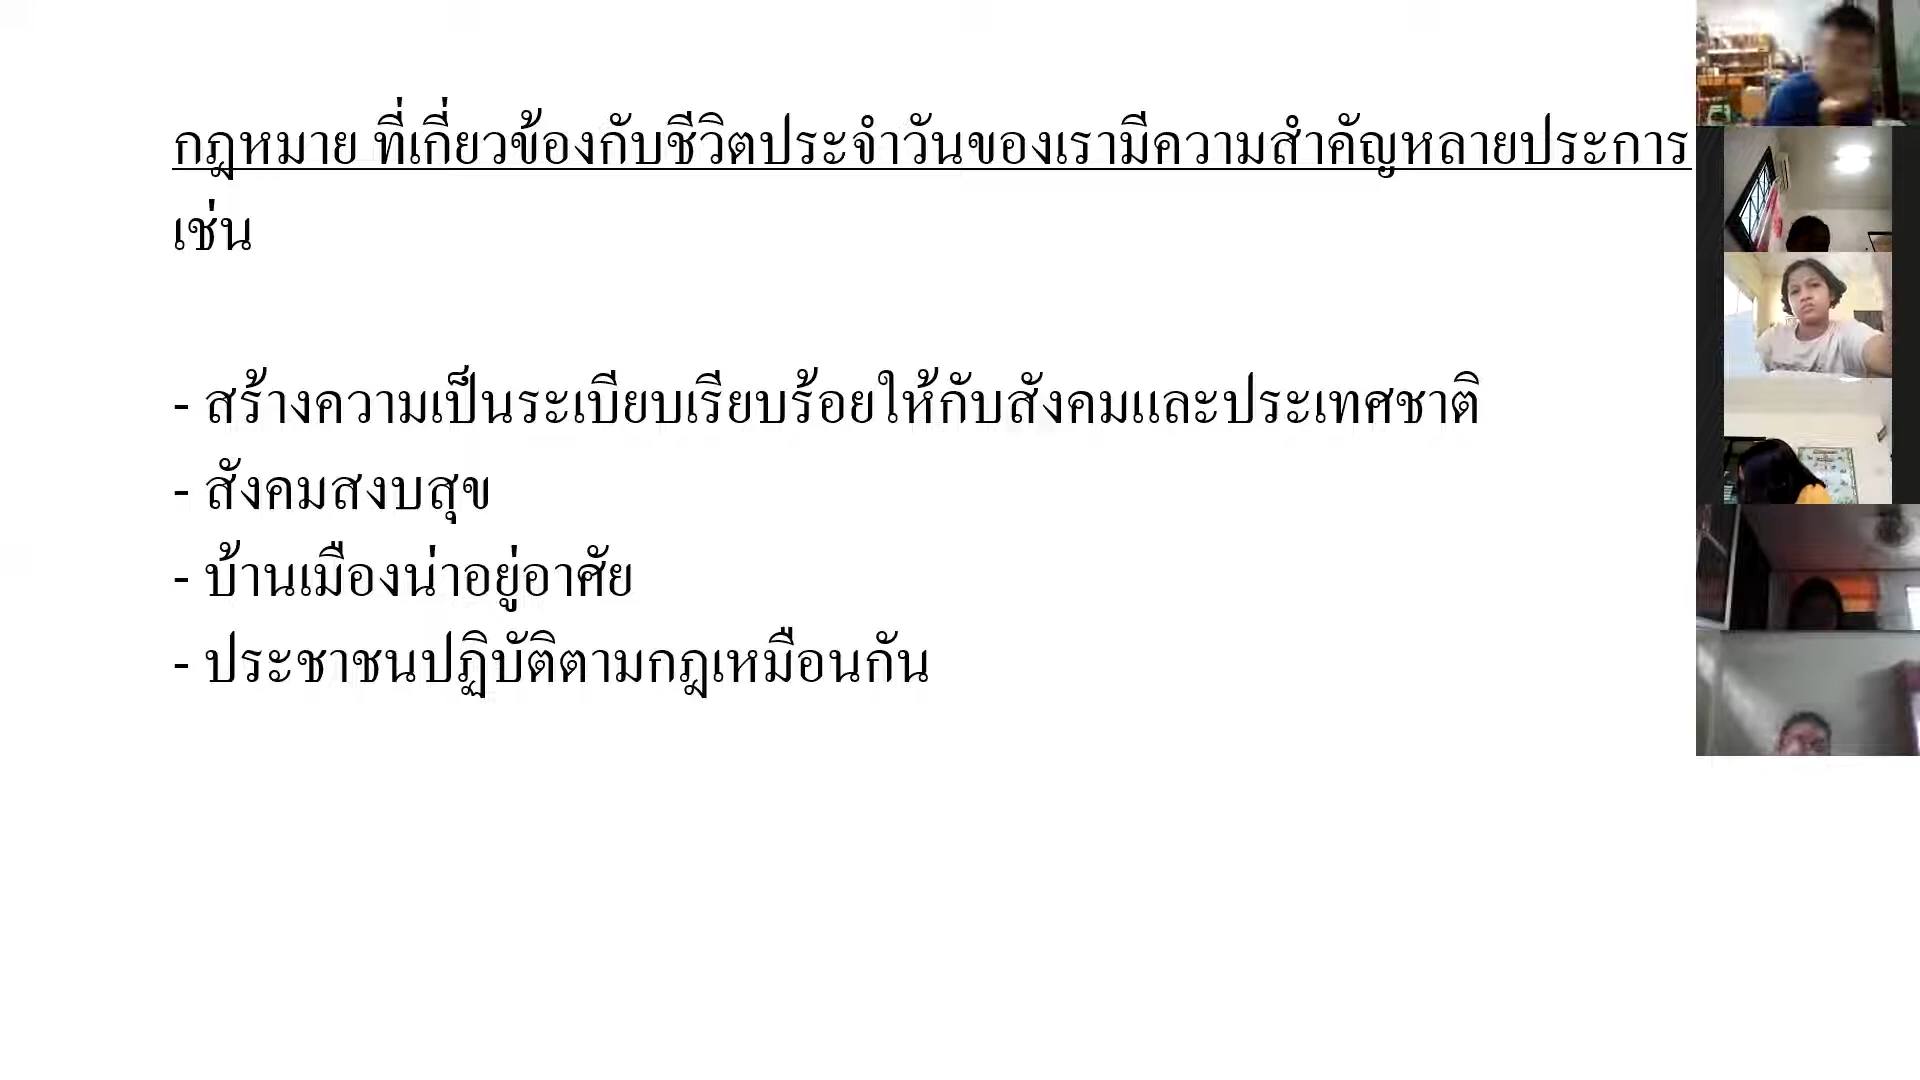 กฎหมาย ที่เกี่ยวข้องกับชีวิตประจำวันของเรามีความสำคัญหลายประการ
เช่น
- สร้างความเป็นระเบียบเรียบร้อยให้กับสังคมและประเทศชาติ
- สังคมสงบสุข
- บ้านเมืองน่าอยู่อาศัย
- ประชาชนปฏิบัติตามกฎเหมือนกัน